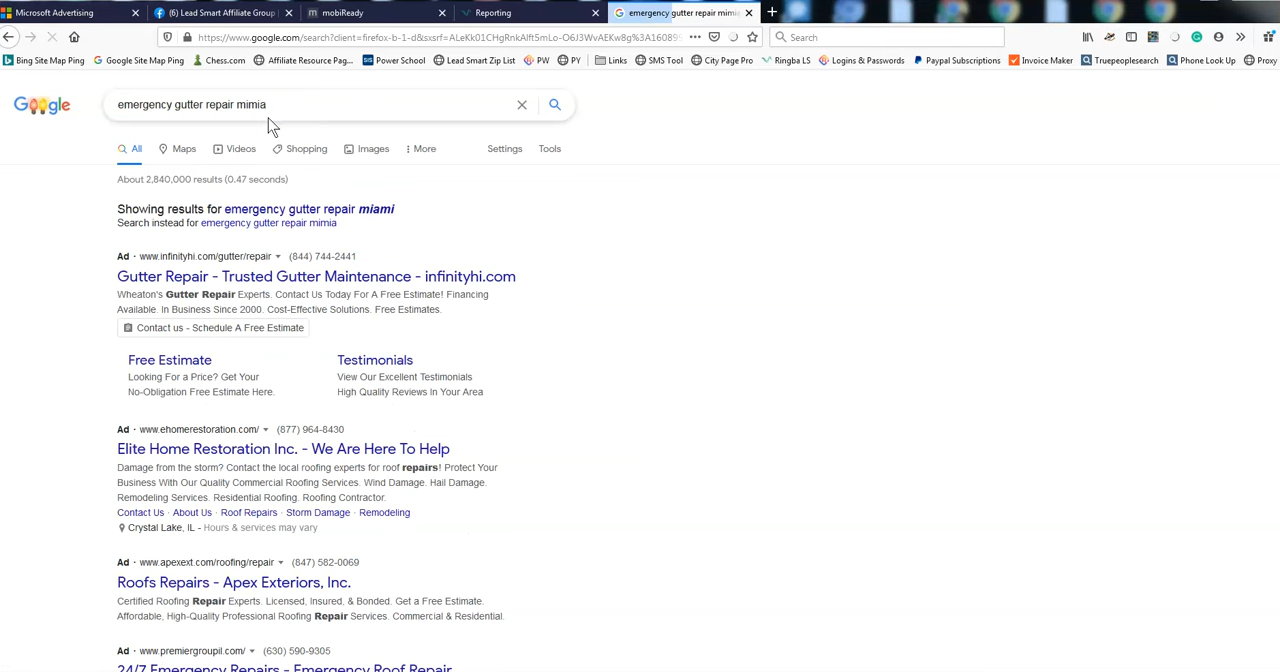 Microsoft Advertising
(6) Lead Smart Affiliate Group
mobiReady
Reporting
emergency gutter repair mimi
https://www.google.com/search?client=firefox-b-1-d&sxsrf=
Search
Bing Site Map Ping
Google Site Map Ping
Chess.com
Affiliate Resource Pag...
Power School
Lead Smart Zip List
PW
PY
Links
SMS Tool
City Page Pro
Ringba LS
Logins & Passwords
Paypal Subscriptions
Invoice Maker
Truepeoplesearch
Phone Look Up
Proxy
Google
emergency gutter repair mimia
All Maps Videos Shopping Images More Settings Tools
About 2,840,000 results (0.47 seconds)
Showing results for emergency gutter repair miami
Search instead for emergency gutter repair mimia
Ad · www.infinityhi.com/gutter/repair (844) 744-2441
Gutter Repair - Trusted Gutter Maintenance - infinityhi.com
Wheaton's Gutter Repair Experts. Contact Us Today For A Free Estimate! Financing
Available. In Business Since 2000. Cost-Effective Solutions. Free Estimates.
Contact us - Schedule A Free Estimate
Free Estimate
Looking For a Price? Get Your
No-Obligation Free Estimate Here.
Testimonials
View Our Excellent Testimonials
High Quality Reviews In Your Area
Ad · www.ehomerestoration.com/ (877) 964-8430
Elite Home Restoration Inc. - We Are Here To Help
Damage from the storm? Contact the local roofing experts for roof repairs! Protect Your
Business With Our Quality Commercial Roofing Services. Wind Damage. Hail Damage.
Remodeling Services. Residential Roofing. Roofing Contractor.
Contact Us · About Us · Roof Repairs · Storm Damage · Remodeling
Crystal Lake, IL - Hours & services may vary
Ad · www.apexext.com/roofing/repair (847) 582-0069
Roofs Repairs - Apex Exteriors, Inc.
Certified Roofing Repair Experts. Licensed, Insured, & Bonded. Get a Free Estimate.
Affordable, High-Quality Professional Roofing Repair Services. Commercial & Residential.
Ad · www.premiergroupil.com/ (630) 590-9305
24/7 Emergency Repairs - Emergency Roof Repair